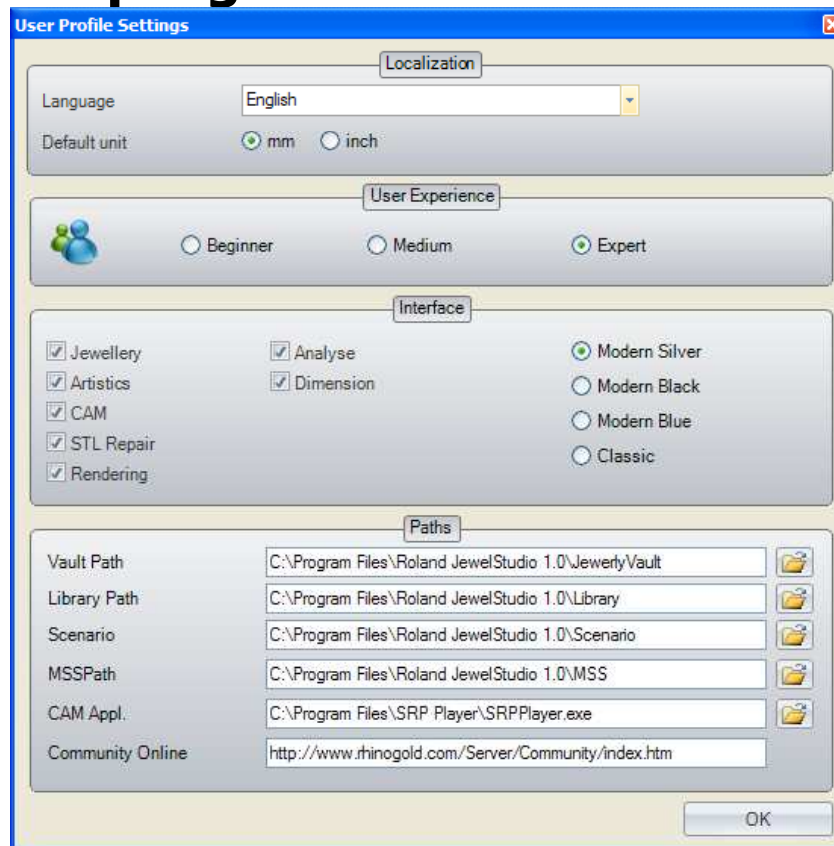 User Profile Settings
Localization
Language English
Default unit mm inch
User Experience
Beginner Medium Expert
Interface
Jewellery Analyse Modern Silver
Artistics Dimension Modern Black
CAM Modern Blue
STL Repair Classic
Rendering
Paths
Vault Path C:\Program Files\Roland JewelStudio 1.0\JewerlyVault
Library Path C:\Program Files\Roland JewelStudio 1.0\Library
Scenario C:\Program Files\Roland JewelStudio 1.0\Scenario
MSSPath C:\Program Files\Roland JewelStudio 1.0\MSS
CAM Appl. C:\Program Files\SRP Player\SRPPlayer.exe
Community Online http://www.rhinogold.com/Server/Community/index.htm
OK